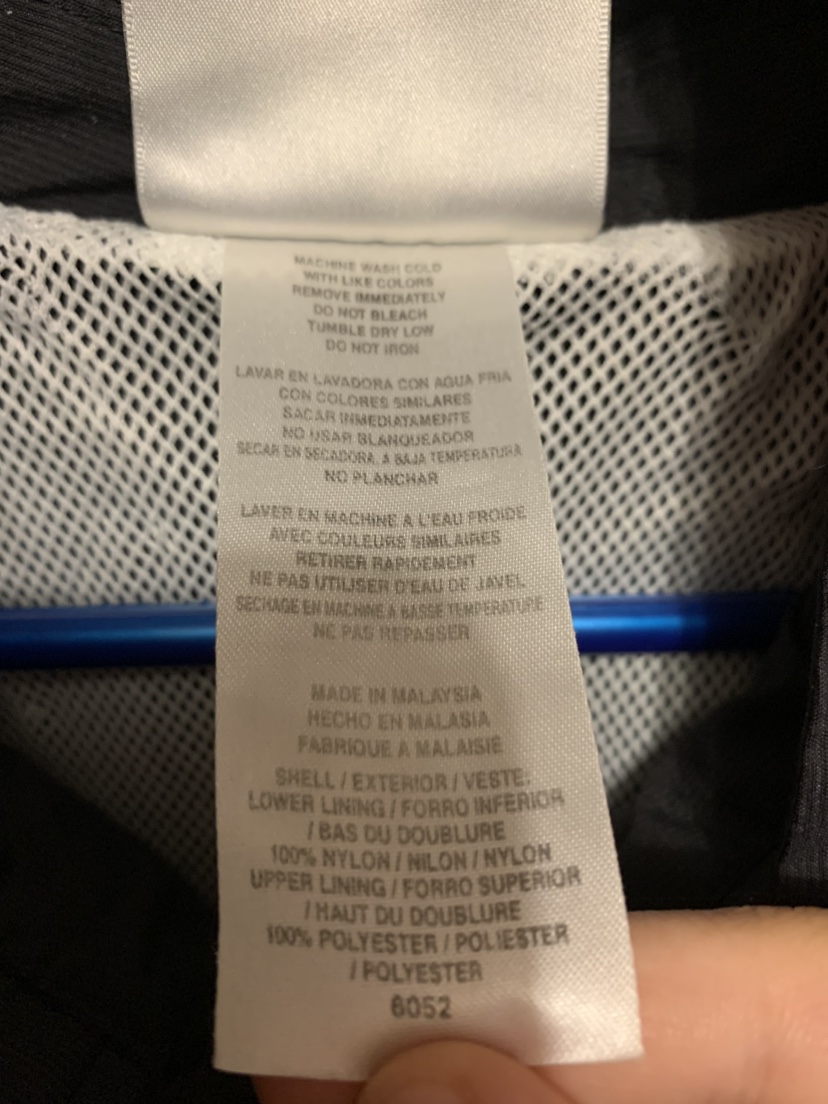 MACHINE WASH COLD
WITH LIKE COLORS
REMOVE IMMEDIATELY
DO NOT BLEACH
TUMBLE DRY LOW
DO NOT IRON
LAVAR EN LAVADORA CON AGUA FRIA
CON COLORES SIMILARES
SACAR INMEDIATAMENTE
NO USAR BLANQUEADOR
SECAR EN SECADORA, A BAJA TEMPERATURA
NO PLANCHAR
LAVER EN MACHINE A L'EAU FROIDE
AVEC COULEURS SIMILAIRES
RETIRER RAPIDEMENT
NE PAS UTILISER D'EAU DE JAVEL
SECHAGE EN MACHINE A BASSE TEMPERATURE
NE PAS REPASSER
MADE IN MALAYSIA
HECHO EN MALASIA
FABRIQUE A MALAISIE
SHELL / EXTERIOR / VESTE:
LOWER LINING / FORRO INFERIOR
/ BAS DU DOUBLURE
100% NYLON / NILON / NYLON
UPPER LINING / FORRO SUPERIOR
/ HAUT DU DOUBLURE
100% POLYESTER / POLIESTER
/ POLYESTER
6052